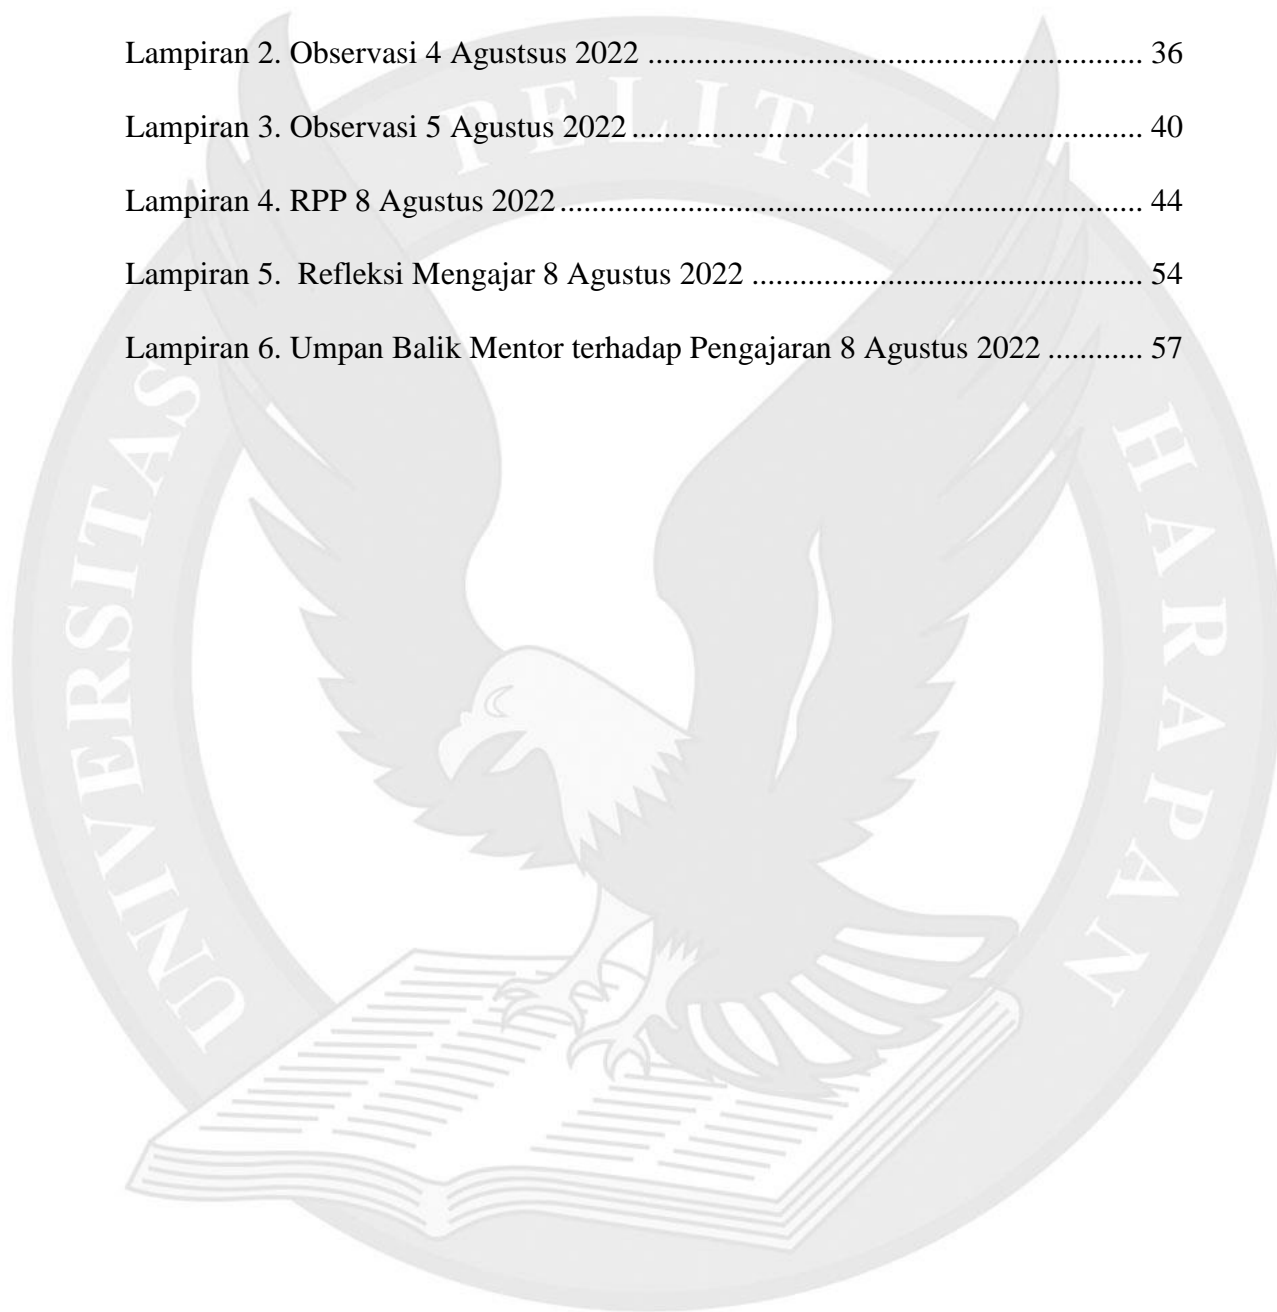 Lampiran 2. Observasi 4 Agustsus 2022 .............................................................. 36
Lampiran 3. Observasi 5 Agustus 2022 ................................................................ 40
Lampiran 4. RPP 8 Agustus 2022 ......................................................................... 44
Lampiran 5.  Refleksi Mengajar 8 Agustus 2022 ................................................. 54
Lampiran 6. Umpan Balik Mentor terhadap Pengajaran 8 Agustus 2022 ............ 57
UNIVERSITAS PELITA HARAPAN